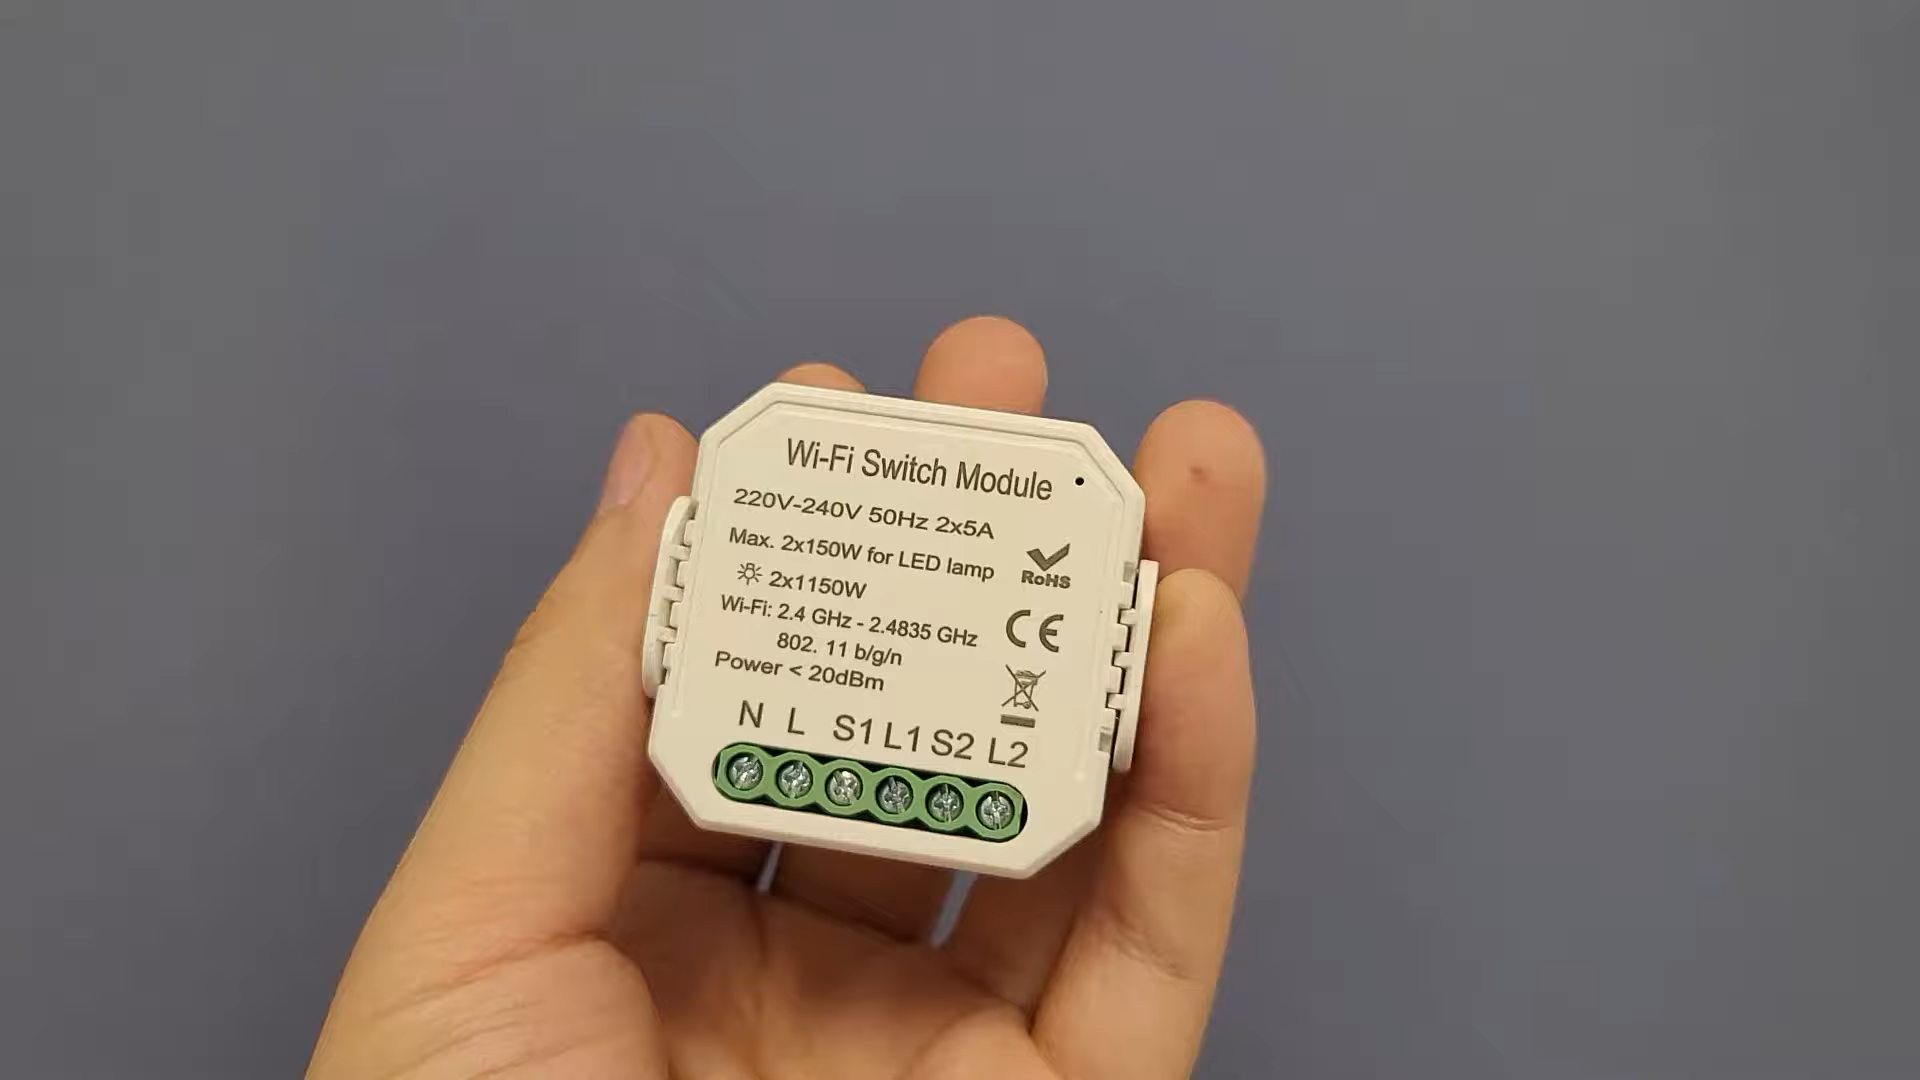 Wi-Fi Switch Module
220V-240V 50Hz 2x5A
Max. 2x150W for LED lamp
2x1150W
Wi-Fi: 2.4 GHz - 2.4835 GHz
802. 11 b/g/n
Power < 20dBm
RoHS
CE
N L S1 L1 S2 L2